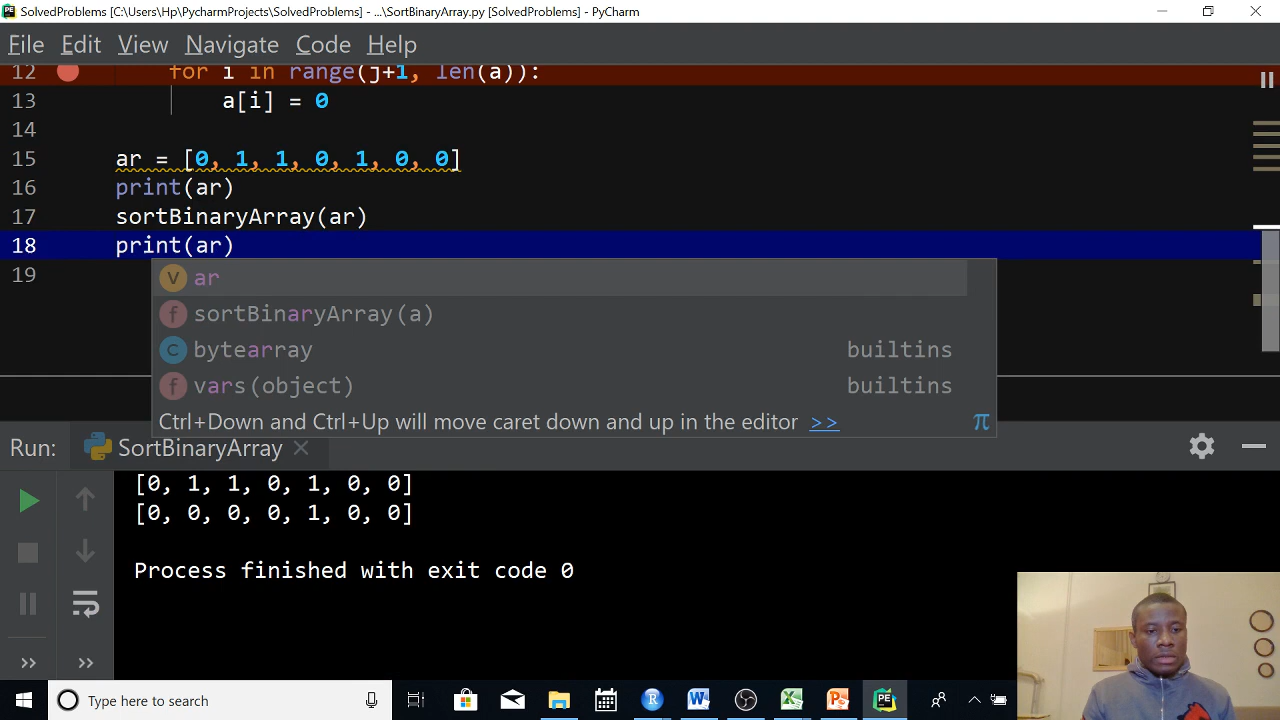 SolvedProblems [C:\Users\Hp\PycharmProjects\SolvedProblems] - ...\SortBinaryArray.py [SolvedProblems] - PyCharm
File Edit View Navigate Code Help
12 for i in range(j+1, len(a)):
13 a[i] = 0
14
15 ar = [0, 1, 1, 0, 1, 0, 0]
16 print(ar)
17 sortBinaryArray(ar)
18 print(ar)
19
V ar
f sortBinaryArray(a)
C bytearray builtins
f vars(object) builtins
Ctrl+Down and Ctrl+Up will move caret down and up in the editor >> π
Run: SortBinaryArray
[0, 1, 1, 0, 1, 0, 0]
[0, 0, 0, 0, 1, 0, 0]
Process finished with exit code 0
Type here to search